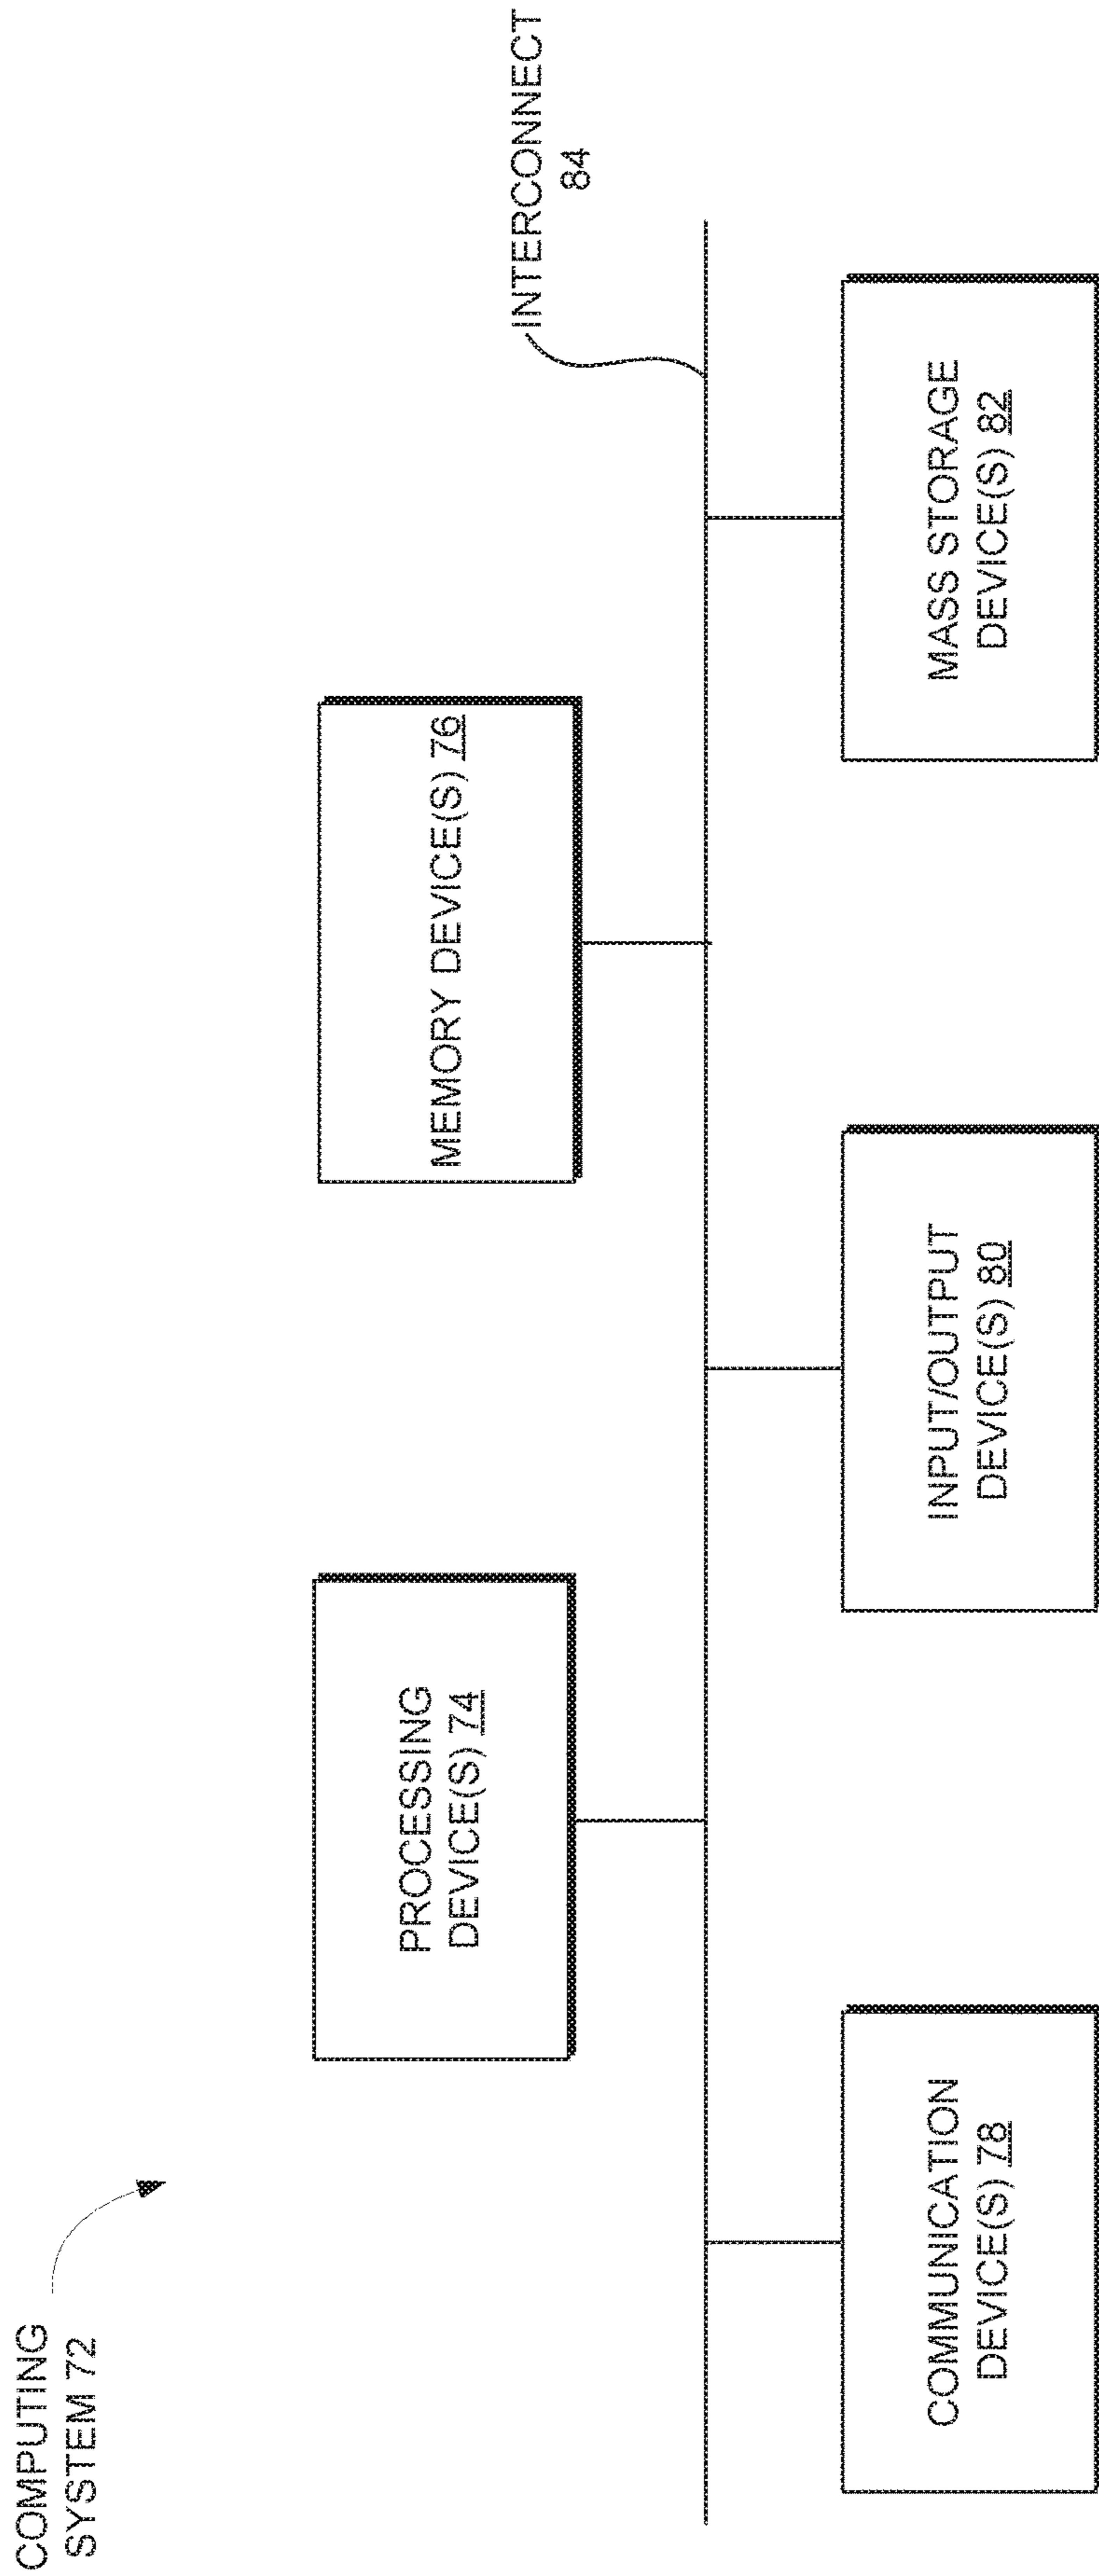 COMPUTING
SYSTEM 72
PROCESSING
DEVICE(S) 74
MEMORY DEVICE(S) 76
INTERCONNECT
84
COMMUNICATION
DEVICE(S) 78
INPUT/OUTPUT
DEVICE(S) 80
MASS STORAGE
DEVICE(S) 82